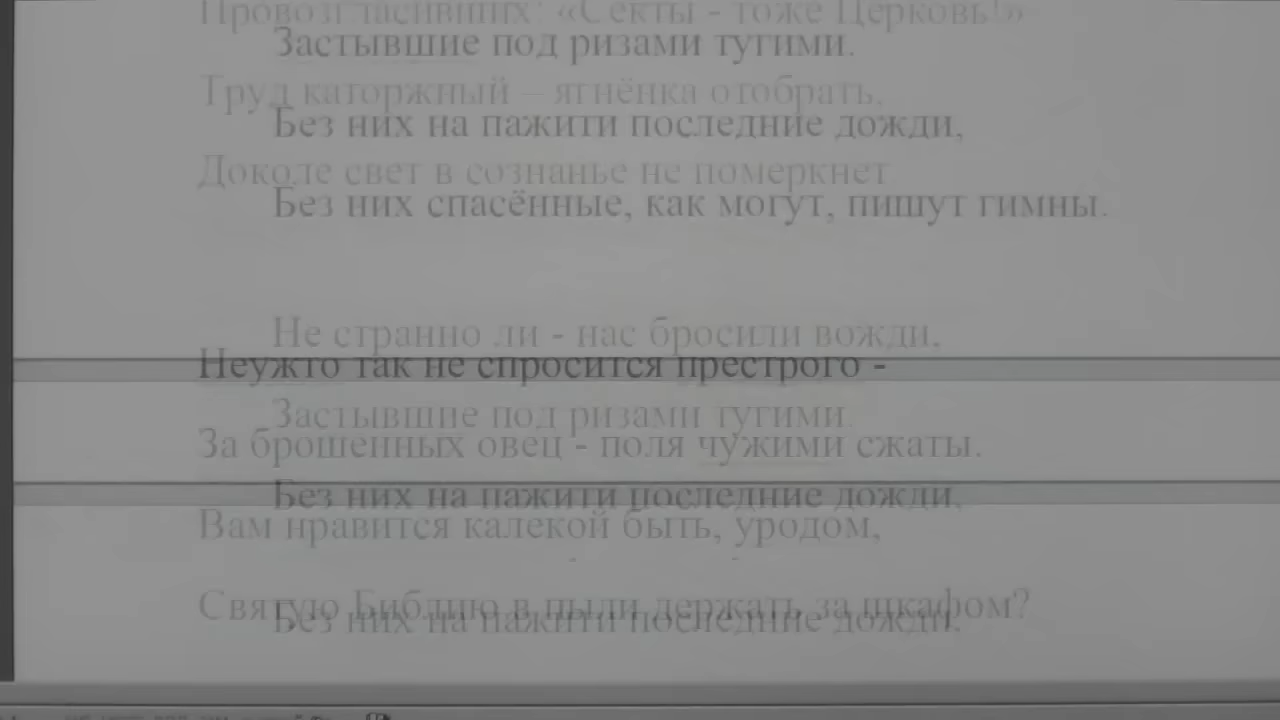 Провозгласивших: «Секты - тоже Церковь!»
Застывшие под ризами тугими.
Труд каторжный – ягнёнка отобрать,
Без них на пажити последние дожди,
Доколе свет в сознанье не померкнет
Без них спасённые, как могут, пишут гимны.
Не странно ли - нас бросили вожди,
Неужто так не спросится престрого -
Застывшие под ризами тугими.
За брошенных овец - поля чужими сжаты.
Без них на пажити последние дожди,
Вам нравится калекой быть, уродом,
Святую Библию в пыли держать за шкафом?
Без них на пажити последние дожди,